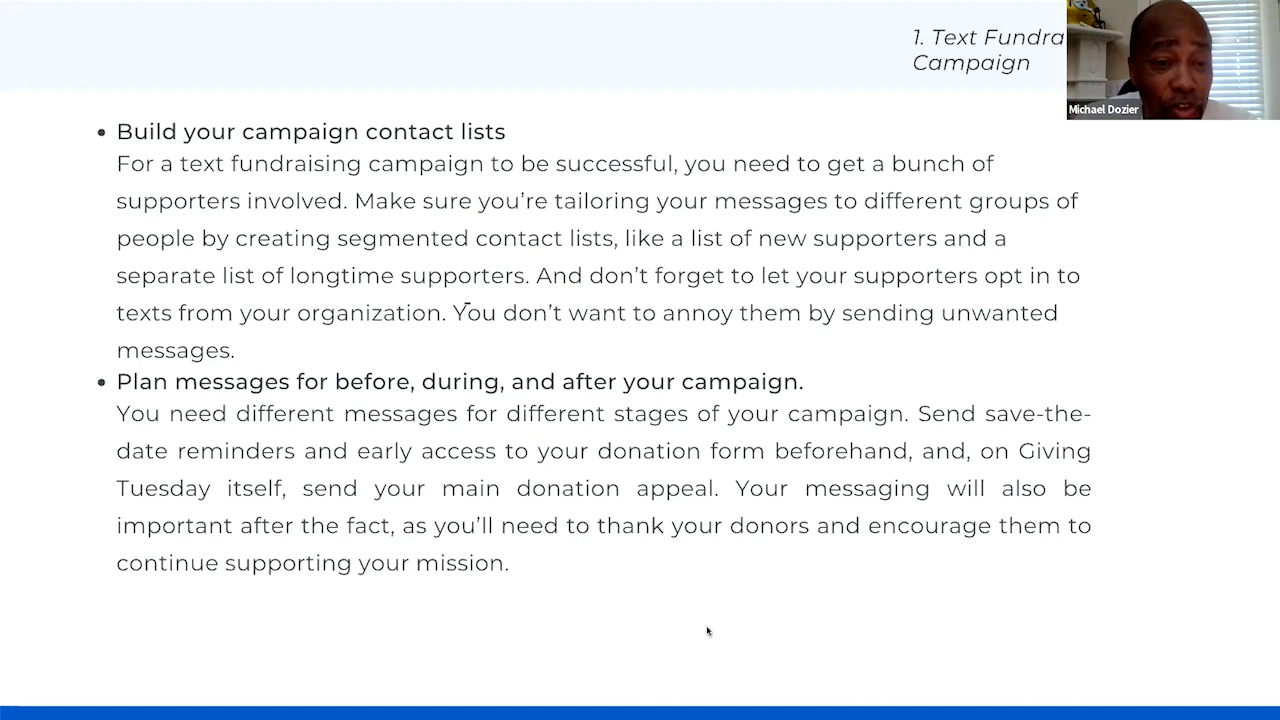 1. Text Fundra
Campaign
Michael Dozier
• Build your campaign contact lists
For a text fundraising campaign to be successful, you need to get a bunch of
supporters involved. Make sure you’re tailoring your messages to different groups of
people by creating segmented contact lists, like a list of new supporters and a
separate list of longtime supporters. And don’t forget to let your supporters opt in to
texts from your organization. You don’t want to annoy them by sending unwanted
messages.
• Plan messages for before, during, and after your campaign.
You need different messages for different stages of your campaign. Send save-the-
date reminders and early access to your donation form beforehand, and, on Giving
Tuesday itself, send your main donation appeal. Your messaging will also be
important after the fact, as you’ll need to thank your donors and encourage them to
continue supporting your mission.